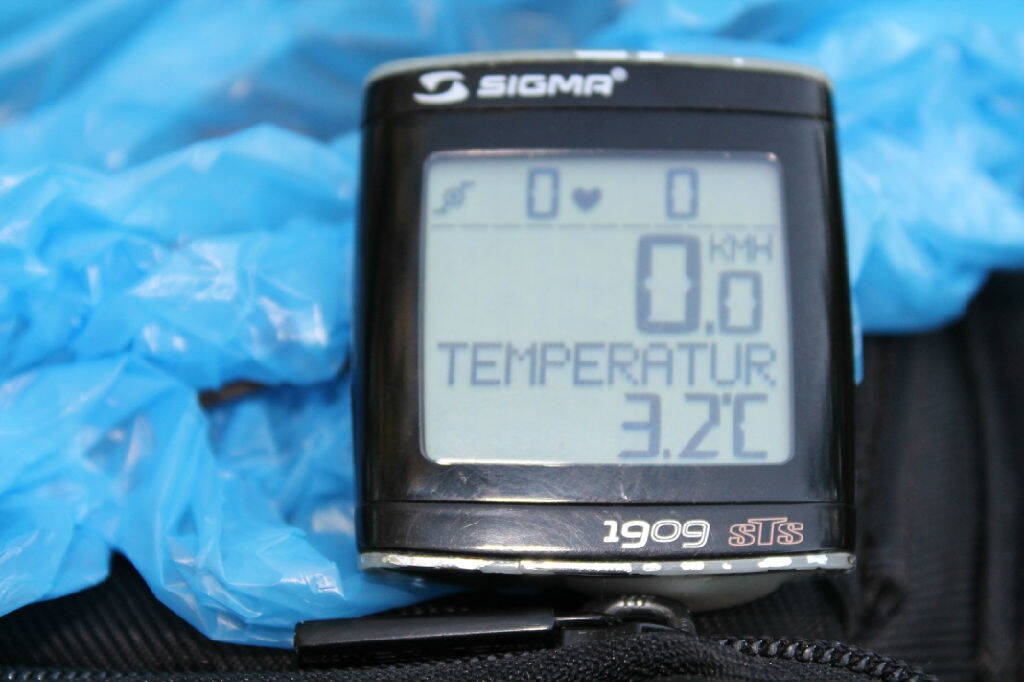 SIGMA®
0 0
KMH
0.0
TEMPERATUR
3.2°C
1909 STS